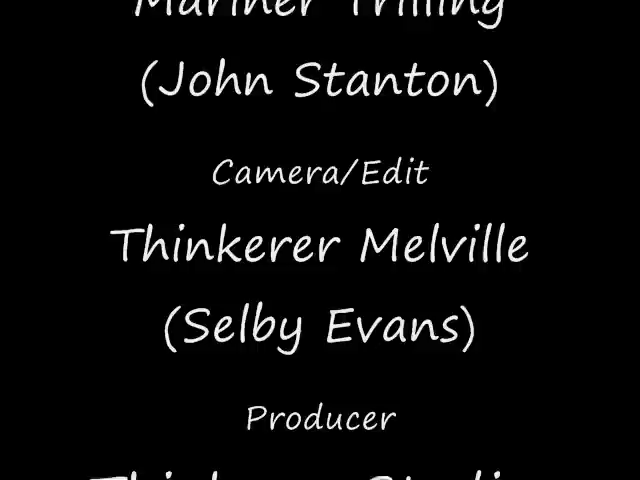 Mariner Trilling
(John Stanton)
Camera/Edit
Thinkerer Melville
(Selby Evans)
Producer